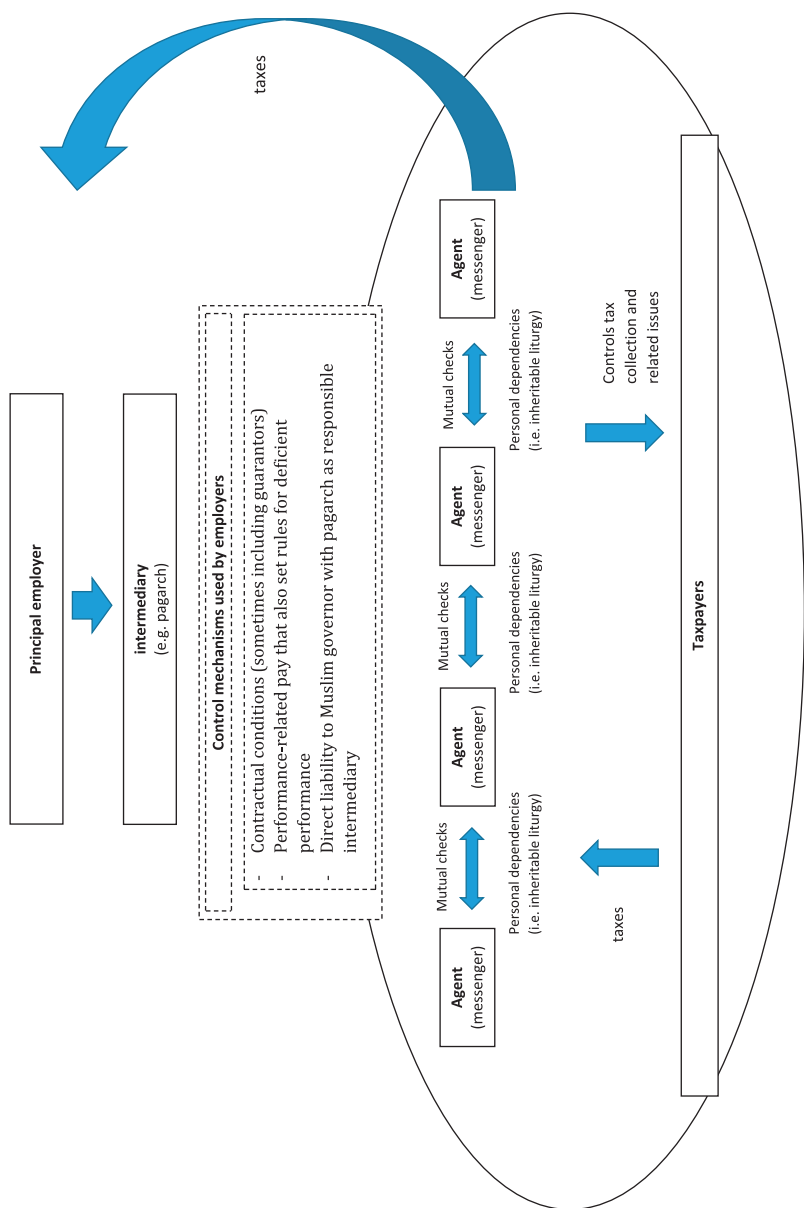 Principal employer
intermediary
(e.g. pagarch)
taxes
Control mechanisms used by employers
- Contractual conditions (sometimes including guarantors)
- Performance-related pay that also set rules for deficient
performance
- Direct liability to Muslim governor with pagarch as responsible
intermediary
Agent
(messenger)
Mutual checks
Personal dependencies
(i.e. inheritable liturgy)
Agent
(messenger)
Mutual checks
Personal dependencies
(i.e. inheritable liturgy)
Agent
(messenger)
Mutual checks
Personal dependencies
(i.e. inheritable liturgy)
Agent
(messenger)
taxes
Controls tax
collection and
related issues
Taxpayers